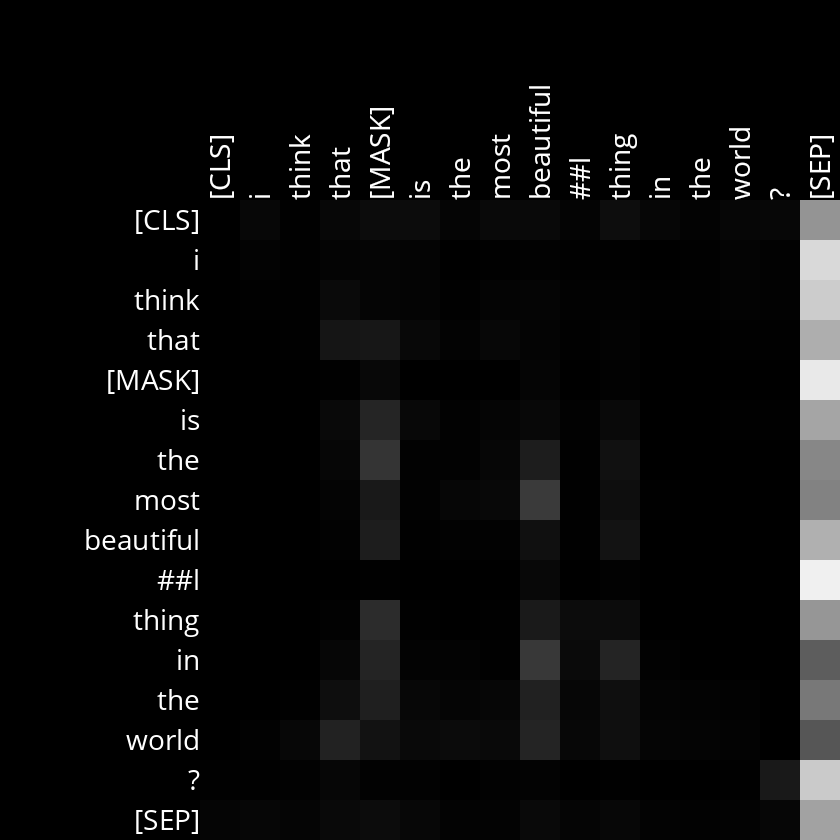 [CLS]
i
think
that
[MASK]
is
the
most
beautiful
##l
thing
in
the
world
?
[SEP]
[CLS]
i
think
that
[MASK]
is
the
most
beautiful
##l
thing
in
the
world
?
[SEP]